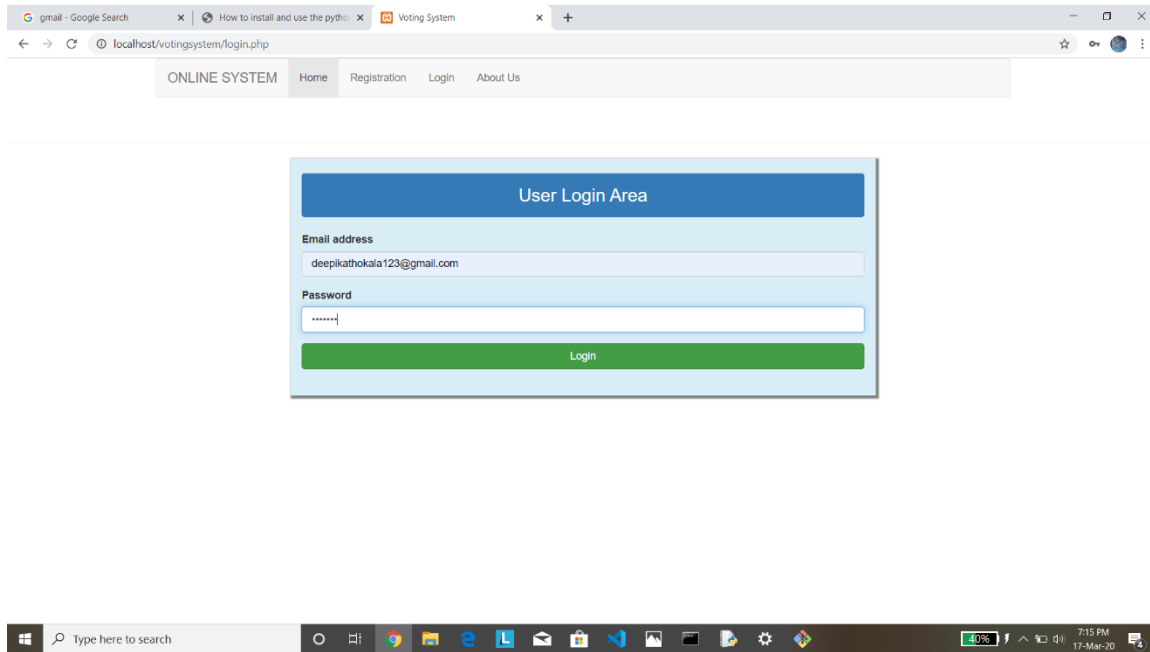 gmail - Google Search
How to install and use the pytho
Voting System
localhost/votingsystem/login.php
ONLINE SYSTEM Home Registration Login About Us
User Login Area
Email address
deepikathokala123@gmail.com
Password
•••••••
Login
Type here to search
40%
7:15 PM
17-Mar-20
4